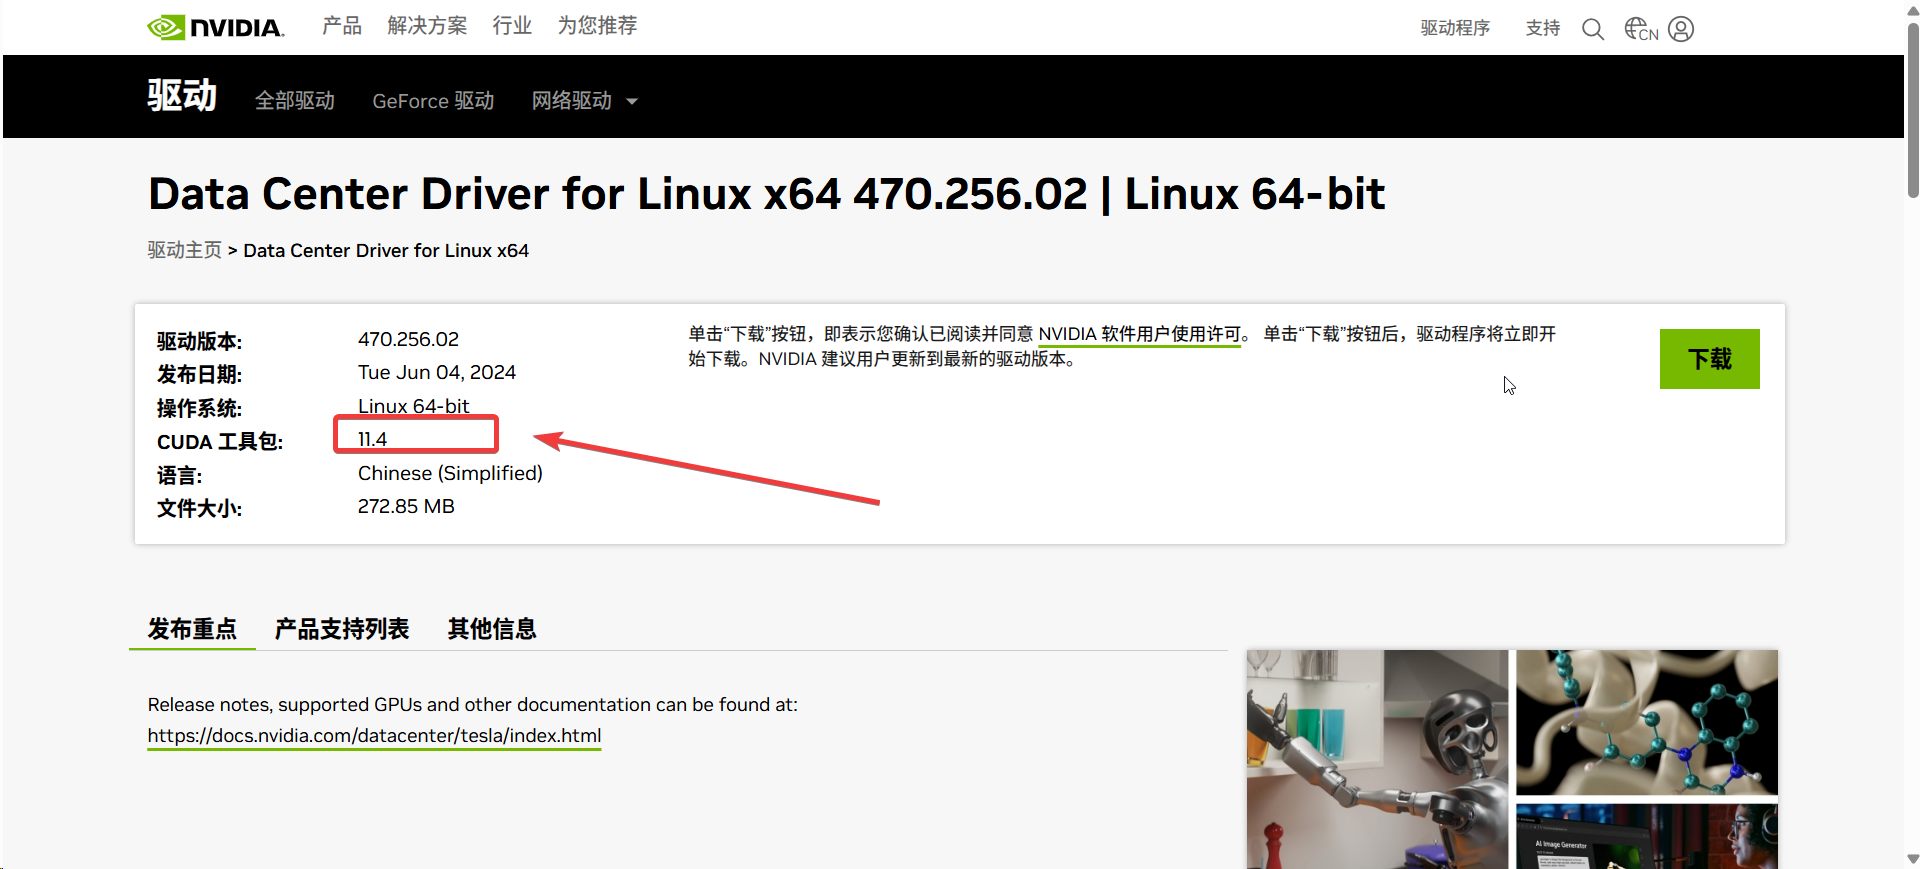 NVIDIA. 产品 解决方案 行业 为您推荐 驱动程序 支持 CN
驱动 全部驱动 GeForce 驱动 网络驱动
Data Center Driver for Linux x64 470.256.02 | Linux 64-bit
驱动主页 > Data Center Driver for Linux x64
驱动版本: 470.256.02
发布日期: Tue Jun 04, 2024
操作系统: Linux 64-bit
CUDA 工具包: 11.4
语言: Chinese (Simplified)
文件大小: 272.85 MB
单击“下载”按钮，即表示您确认已阅读并同意 NVIDIA 软件用户使用许可。 单击“下载”按钮后，驱动程序将立即开
始下载。NVIDIA 建议用户更新到最新的驱动版本。
下载
发布重点 产品支持列表 其他信息
Release notes, supported GPUs and other documentation can be found at:
https://docs.nvidia.com/datacenter/tesla/index.html
AI Image Generator